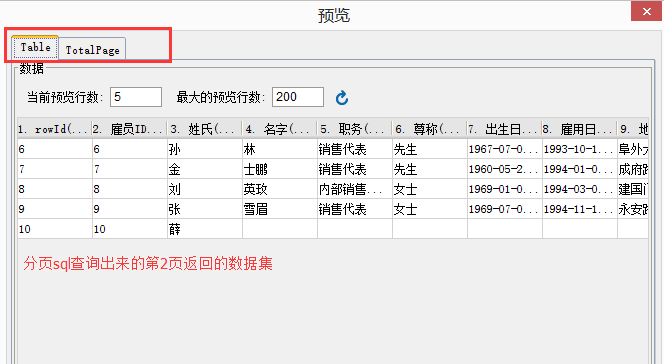 预览
Table TotalPage
数据
当前预览行数: 5 最大的预览行数: 200
1. rowId(... 2. 雇员ID... 3. 姓氏(... 4. 名字(... 5. 职务(... 6. 尊称(... 7. 出生日... 8. 雇用日... 9. 地
6 6 孙 林 销售代表 先生 1967-07-0... 1993-10-1... 阜外大
7 7 金 士鹏 销售代表 先生 1960-05-2... 1994-01-0... 成府路
8 8 刘 英玫 内部销售... 女士 1969-01-0... 1994-03-0... 建国门
9 9 张 雪眉 销售代表 女士 1969-07-0... 1994-11-1... 永安路
10 10 薛
分页sql查询出来的第2页返回的数据集